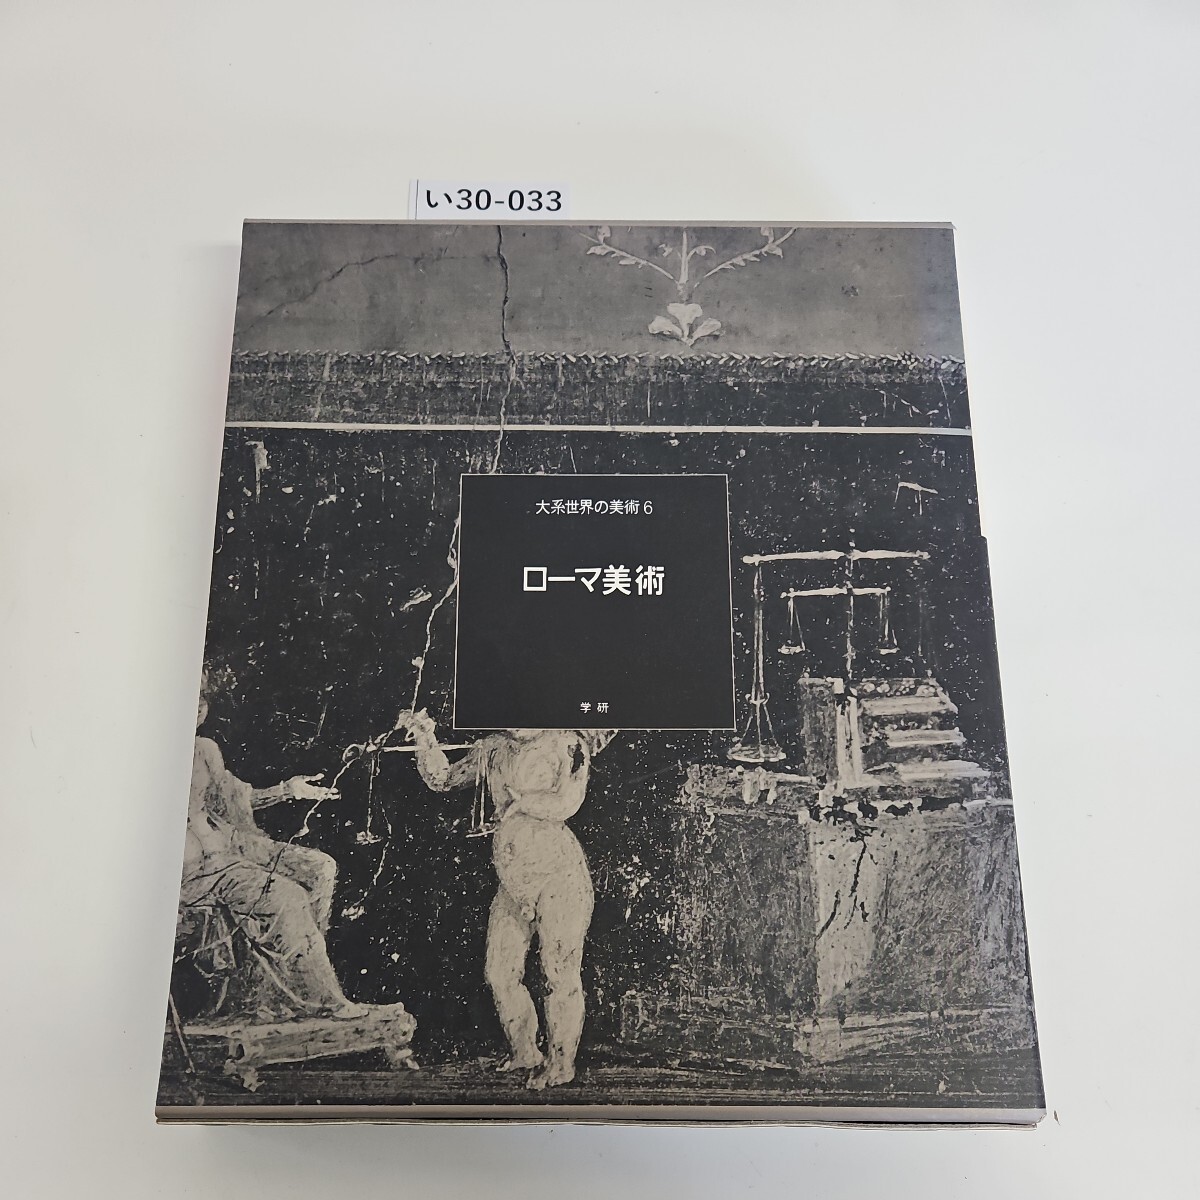 い30-033
大系世界の美術6
ローマ美術
学研